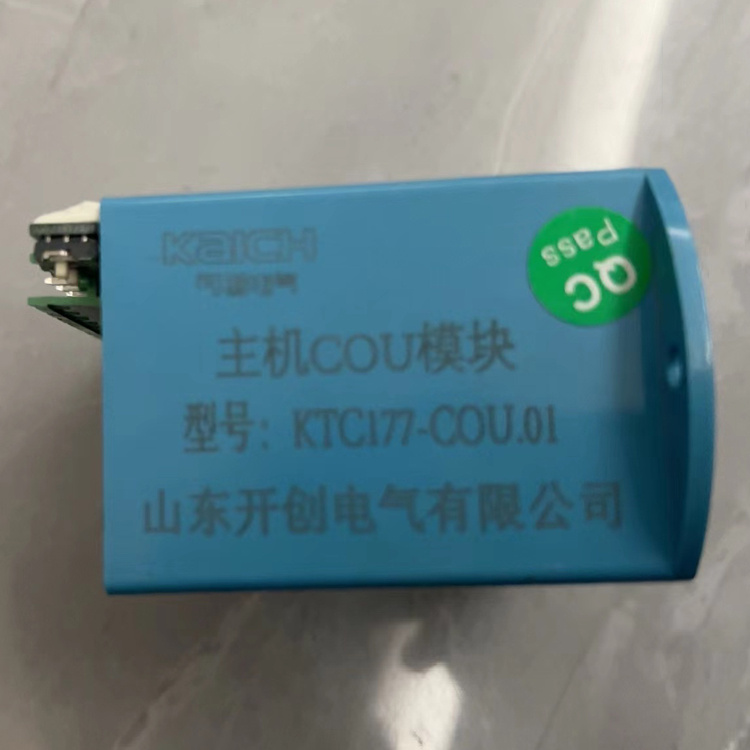 KaICH
主机COU模块
型号：KTC177-COU.01
山东开创电气有限公司
QC
Pass